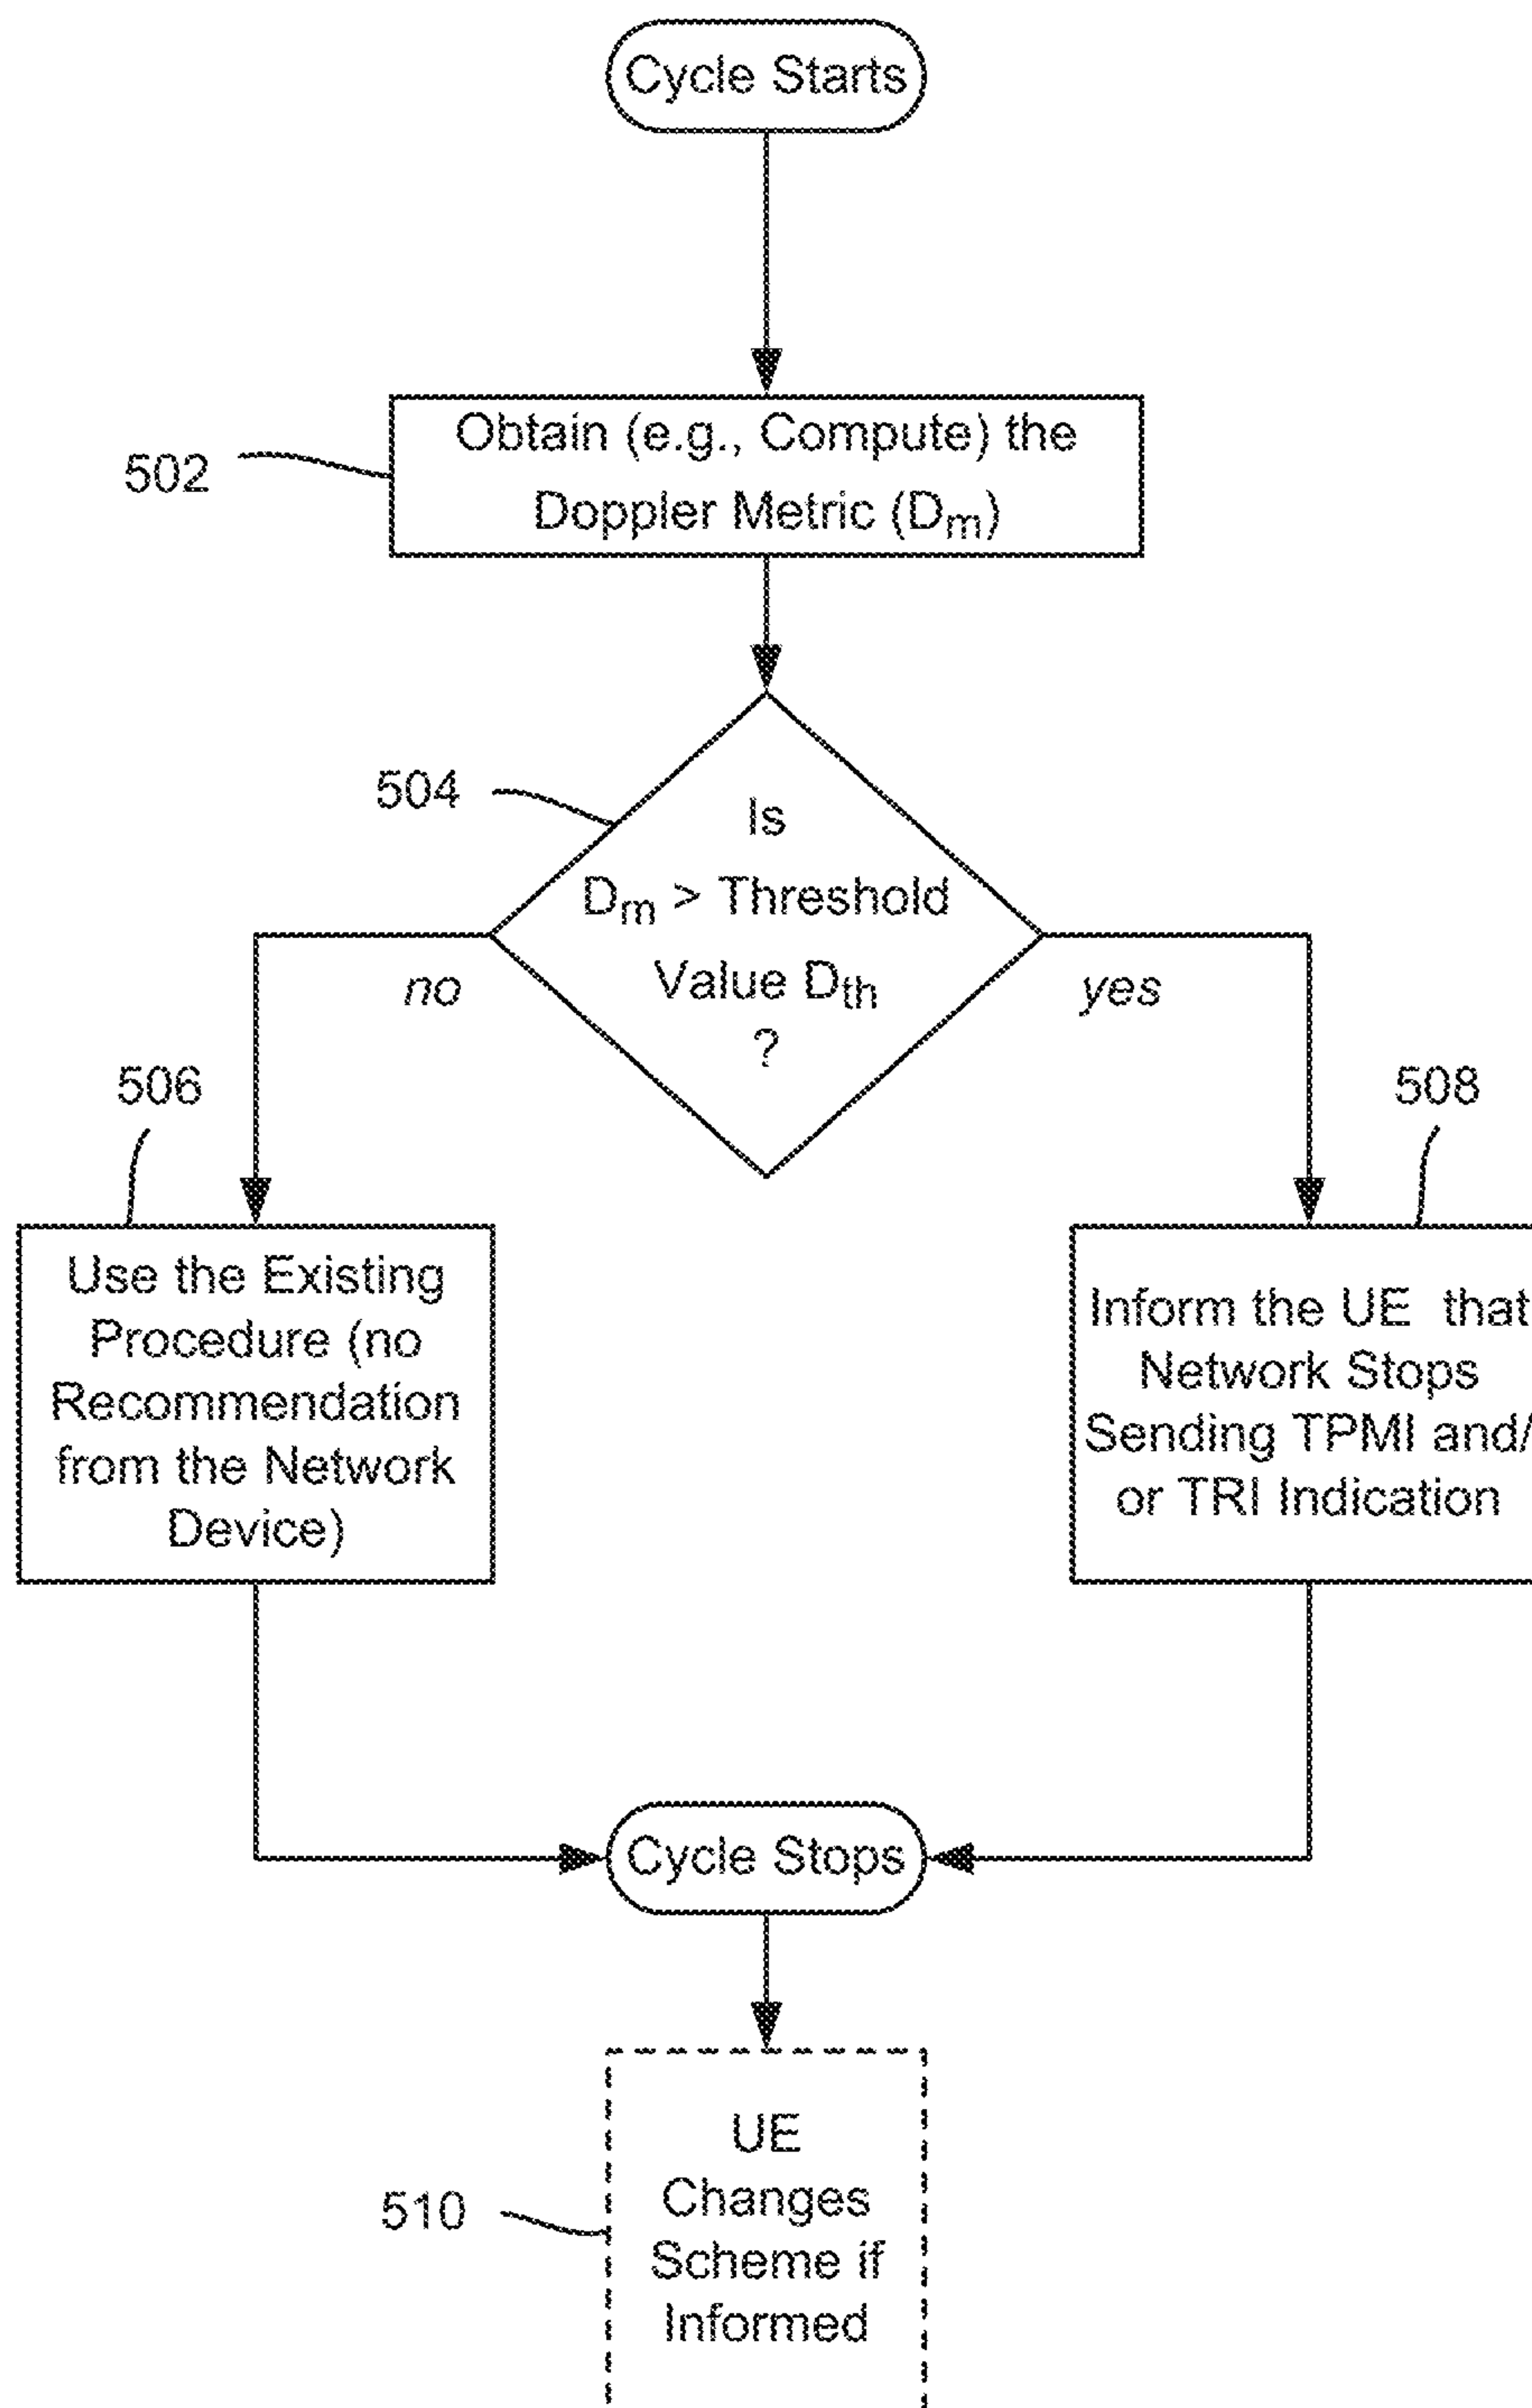 Cycle Starts
502
Obtain (e.g., Compute) the
Doppler Metric (Dm)
504
Is
Dm > Threshold
Value Dth
?
no
yes
506
508
Use the Existing
Procedure (no
Recommendation
from the Network
Device)
Inform the UE that
Network Stops
Sending TPMI and/
or TRI Indication
Cycle Stops
510
UE
Changes
Scheme if
Informed